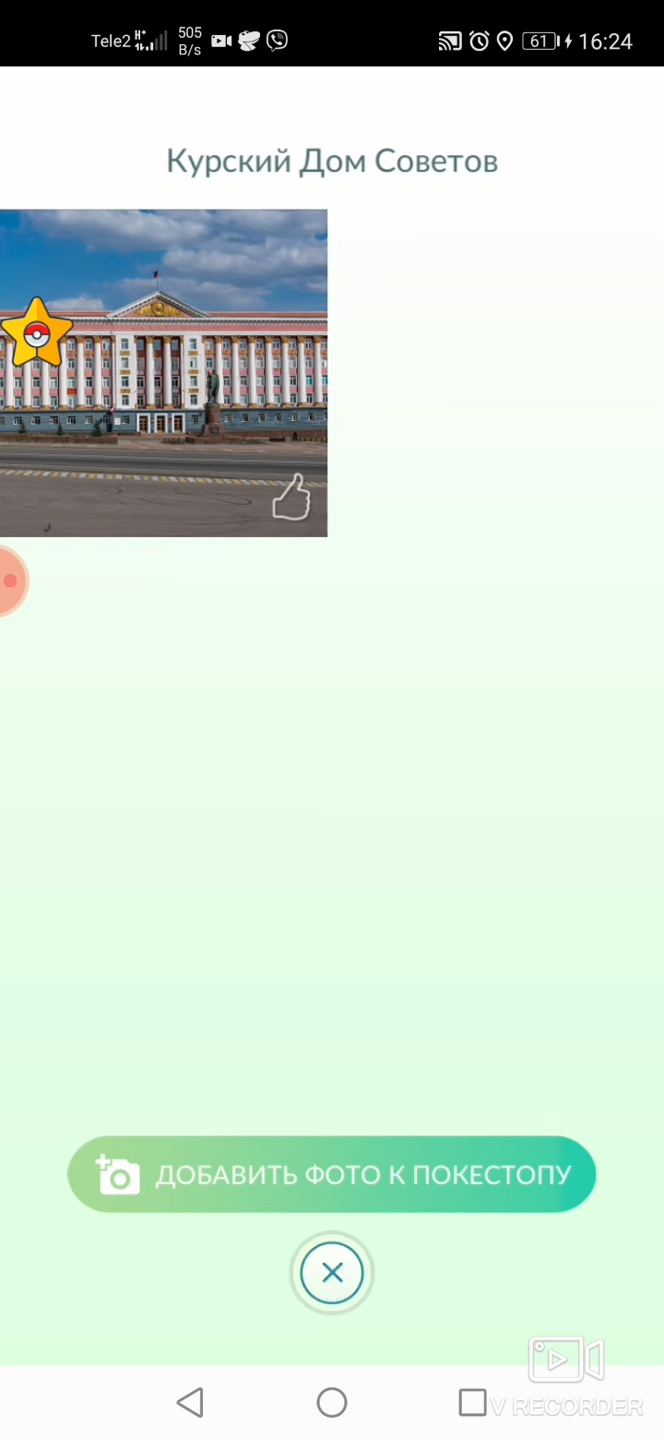 Tele2 H+ 505 B/s 61 16:24
Курский Дом Советов
ДОБАВИТЬ ФОТО К ПОКЕСТОПУ
V RECORDER